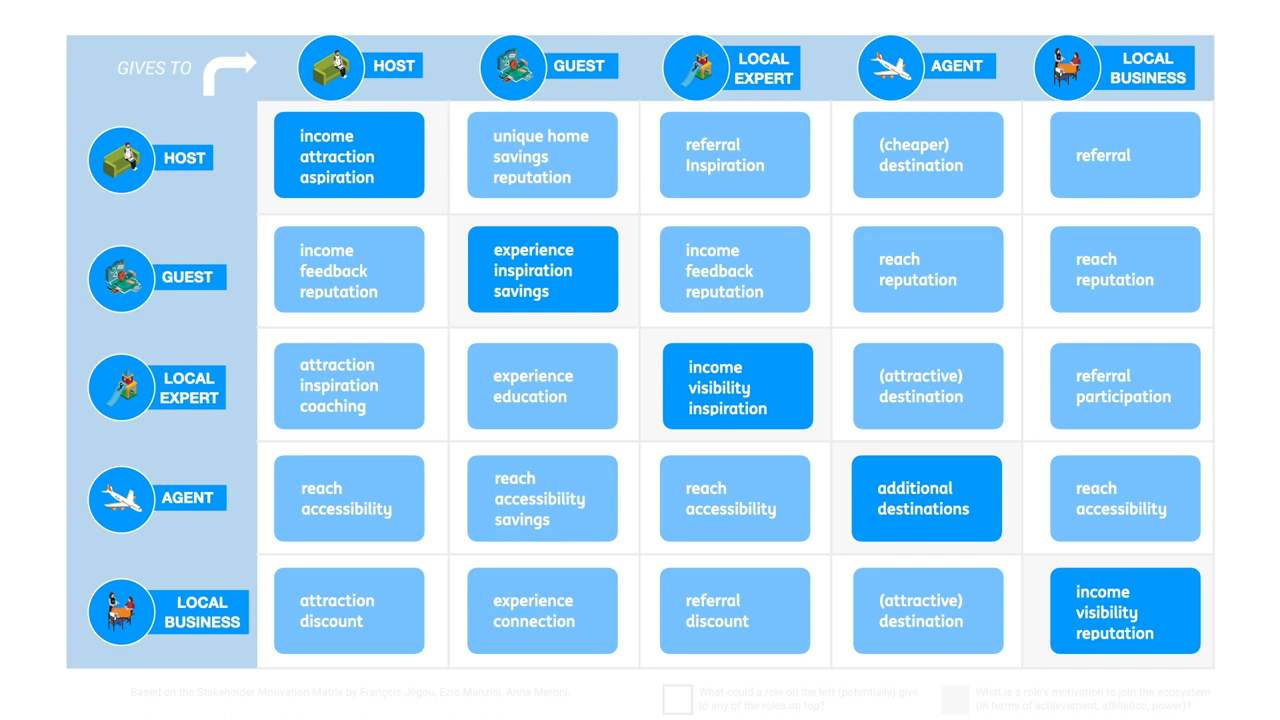 GIVES TO
HOST
GUEST
LOCAL
EXPERT
AGENT
LOCAL
BUSINESS
HOST
income
attraction
aspiration
unique home
savings
reputation
referral
Inspiration
(cheaper)
destination
referral
GUEST
income
feedback
reputation
experience
inspiration
savings
income
feedback
reputation
reach
reputation
reach
reputation
LOCAL
EXPERT
attraction
inspiration
coaching
experience
education
income
visibility
inspiration
(attractive)
destination
referral
participation
AGENT
reach
accessibility
reach
accessibility
savings
reach
accessibility
additional
destinations
reach
accessibility
LOCAL
BUSINESS
attraction
discount
experience
connection
referral
discount
(attractive)
destination
income
visibility
reputation
Based on the Stakeholder Motivation Matrix by François Jégou, Ezio Manzini, Anna Meroni.
What could a role on the left (potentially) give
to any of the roles on top?
What is a role's motivation to join the ecosystem
(in terms of achievement, affiliation, power)?